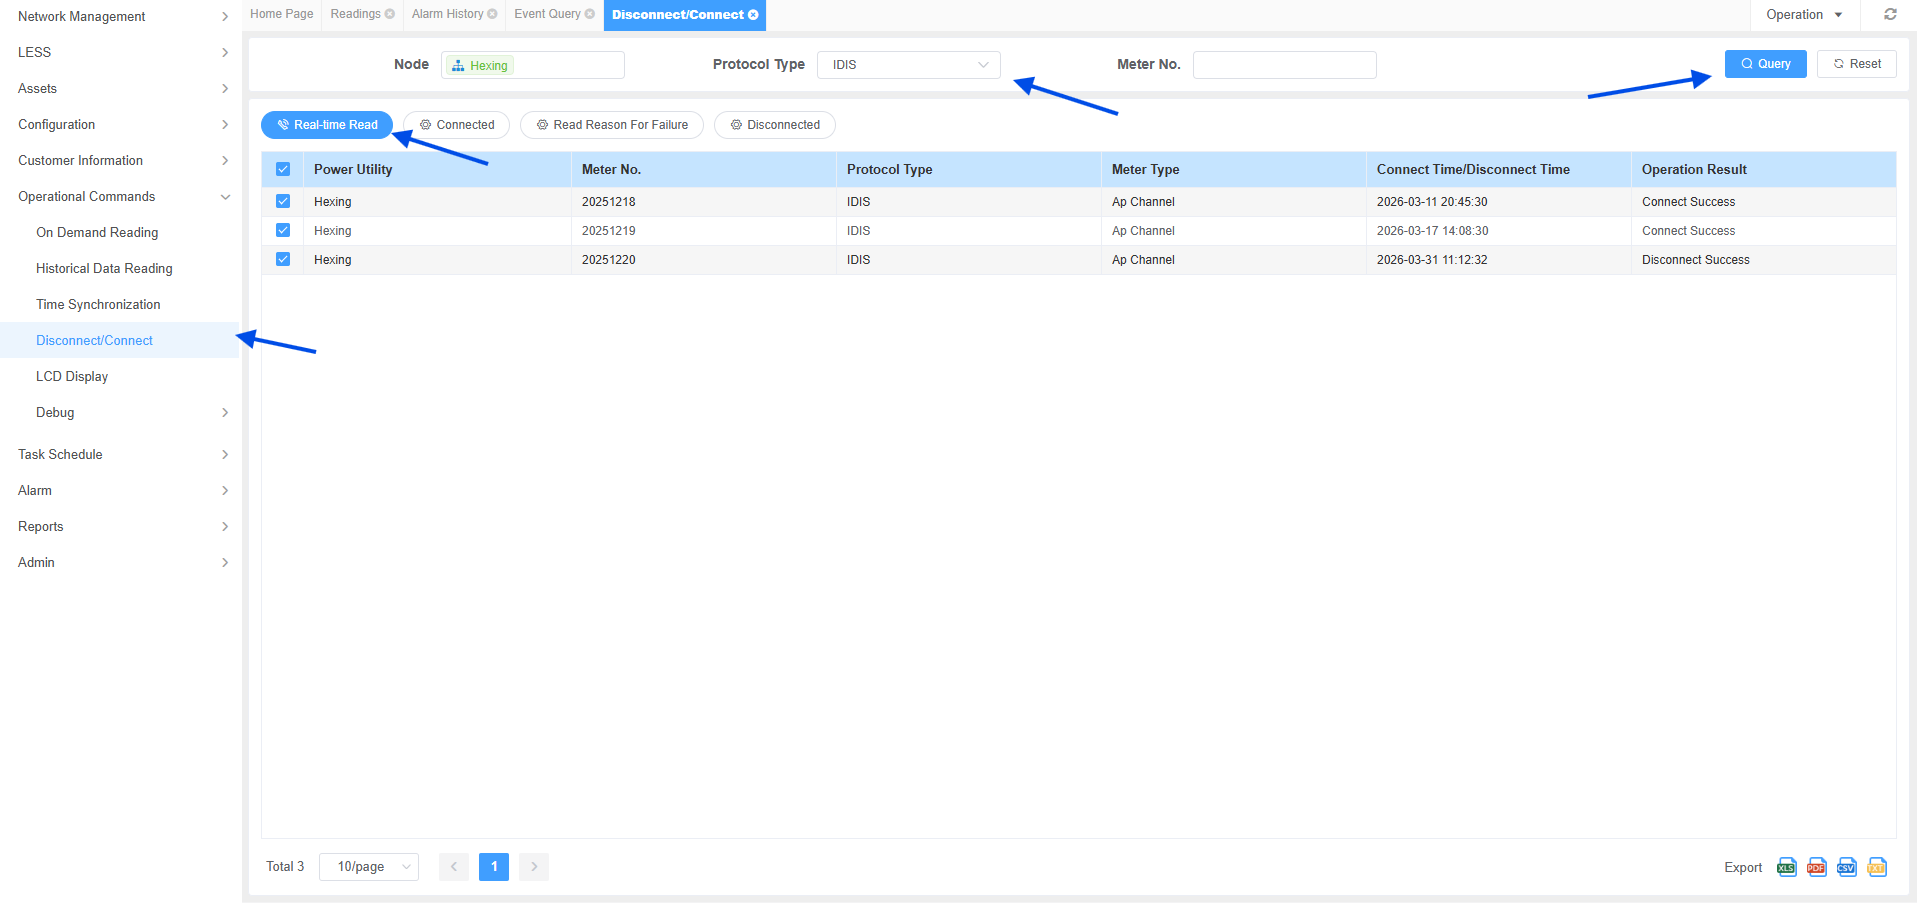 Network Management
LESS
Assets
Configuration
Customer Information
Operational Commands
On Demand Reading
Historical Data Reading
Time Synchronization
Disconnect/Connect
LCD Display
Debug
Task Schedule
Alarm
Reports
Admin
Home Page Readings Alarm History Event Query Disconnect/Connect Operation
Node Hexing Protocol Type IDIS Meter No. Query Reset
Real-time Read Connected Read Reason For Failure Disconnected
Power Utility Meter No. Protocol Type Meter Type Connect Time/Disconnect Time Operation Result
Hexing 20251218 IDIS Ap Channel 2026-03-11 20:45:30 Connect Success
Hexing 20251219 IDIS Ap Channel 2026-03-17 14:08:30 Connect Success
Hexing 20251220 IDIS Ap Channel 2026-03-31 11:12:32 Disconnect Success
Total 3 10/page 1 Export XLS PDF CSV TXT